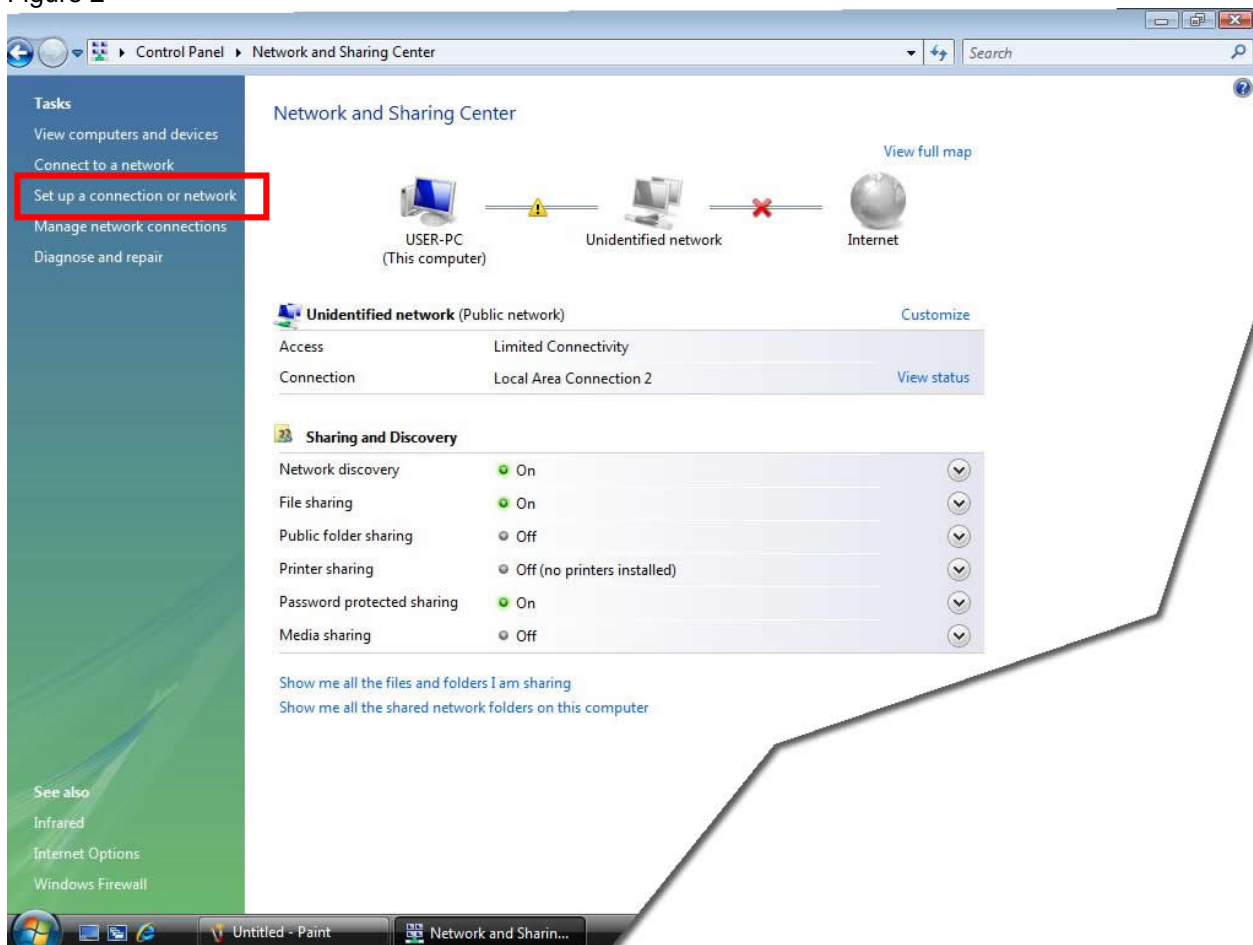 Figure 2
Control Panel
Network and Sharing Center
Search
Tasks
View computers and devices
Connect to a network
Set up a connection or network
Manage network connections
Diagnose and repair
Network and Sharing Center
View full map
USER-PC
(This computer)
Unidentified network
Internet
Unidentified network (Public network)
Customize
Access
Limited Connectivity
Connection
Local Area Connection 2
View status
Sharing and Discovery
Network discovery
On
File sharing
On
Public folder sharing
Off
Printer sharing
Off (no printers installed)
Password protected sharing
On
Media sharing
Off
Show me all the files and folders I am sharing
Show me all the shared network folders on this computer
See also
Infrared
Internet Options
Windows Firewall
Untitled - Paint
Network and Sharin...